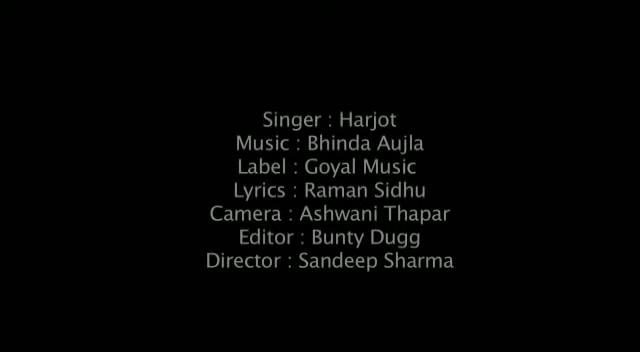 Singer : Harjot
Music : Bhinda Aujla
Label : Goyal Music
Lyrics : Raman Sidhu
Camera : Ashwani Thapar
Editor : Bunty Dugg
Director : Sandeep Sharma